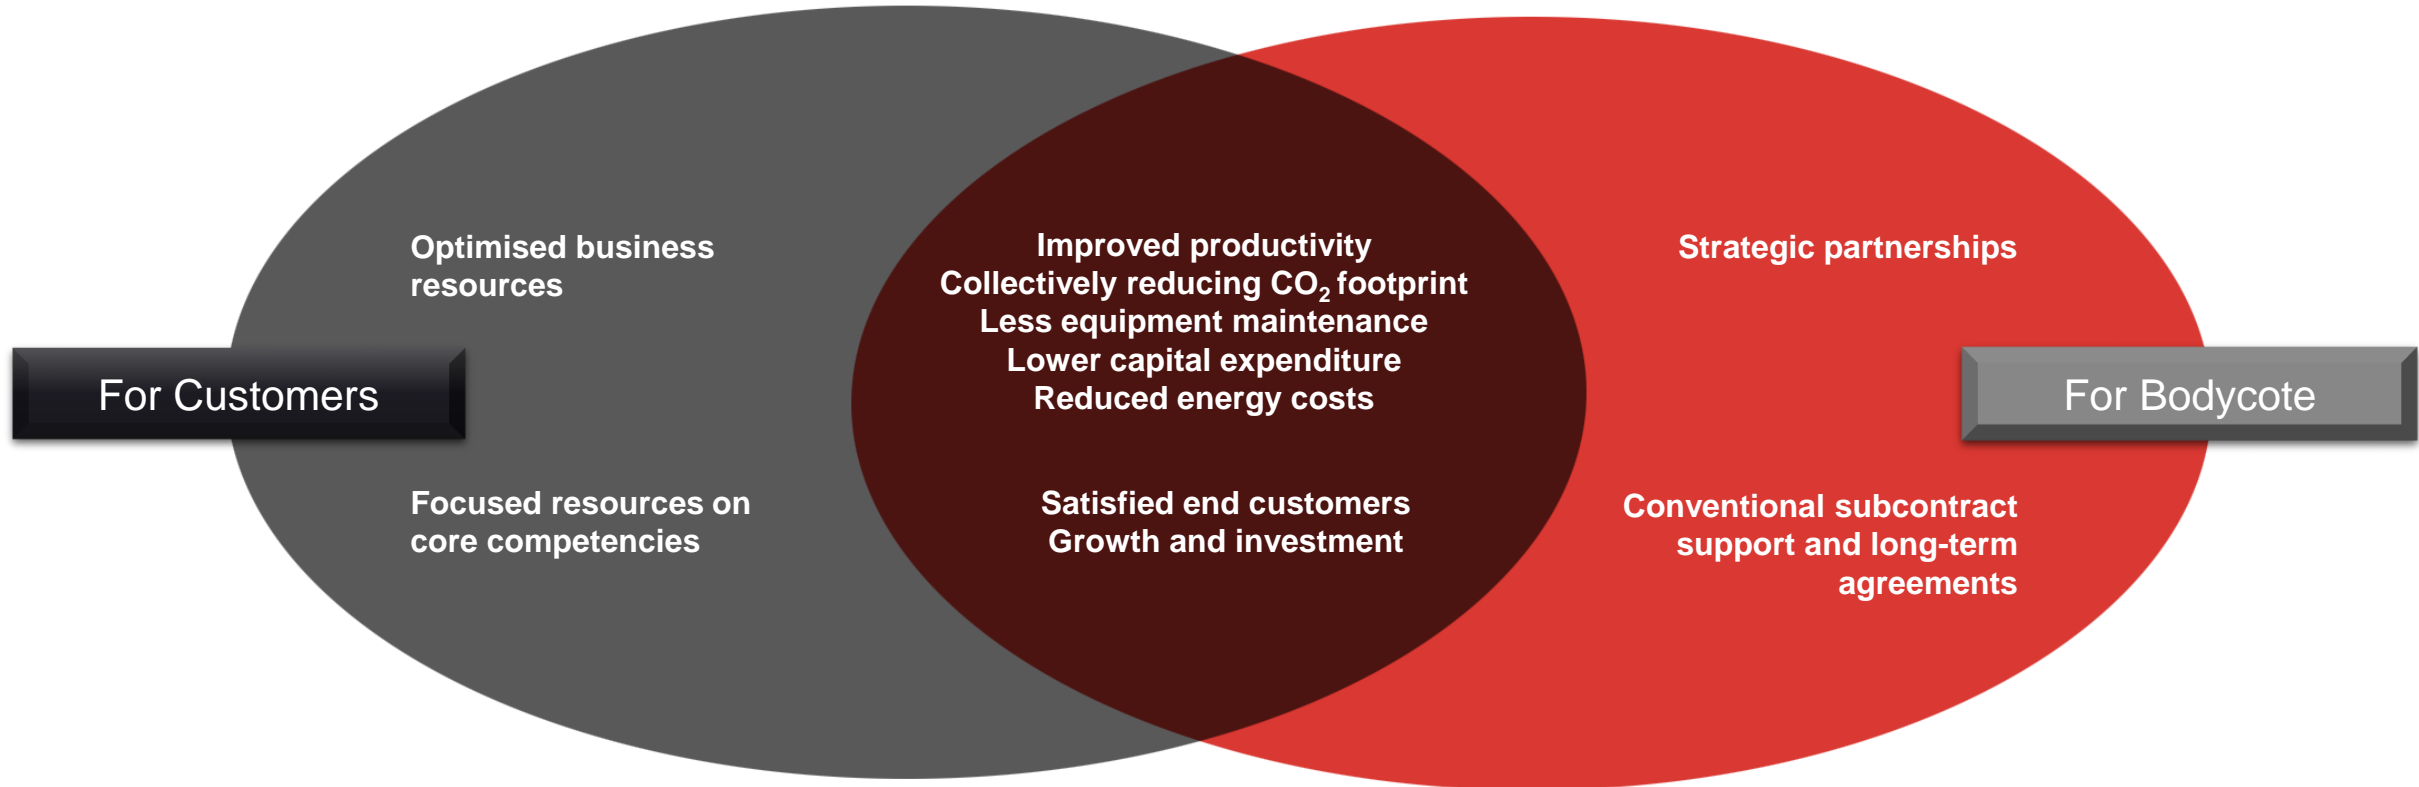 For Customers
Optimised business
resources
Focused resources on
core competencies
Improved productivity
Collectively reducing CO₂ footprint
Less equipment maintenance
Lower capital expenditure
Reduced energy costs
Satisfied end customers
Growth and investment
Strategic partnerships
Conventional subcontract
support and long-term
agreements
For Bodycote